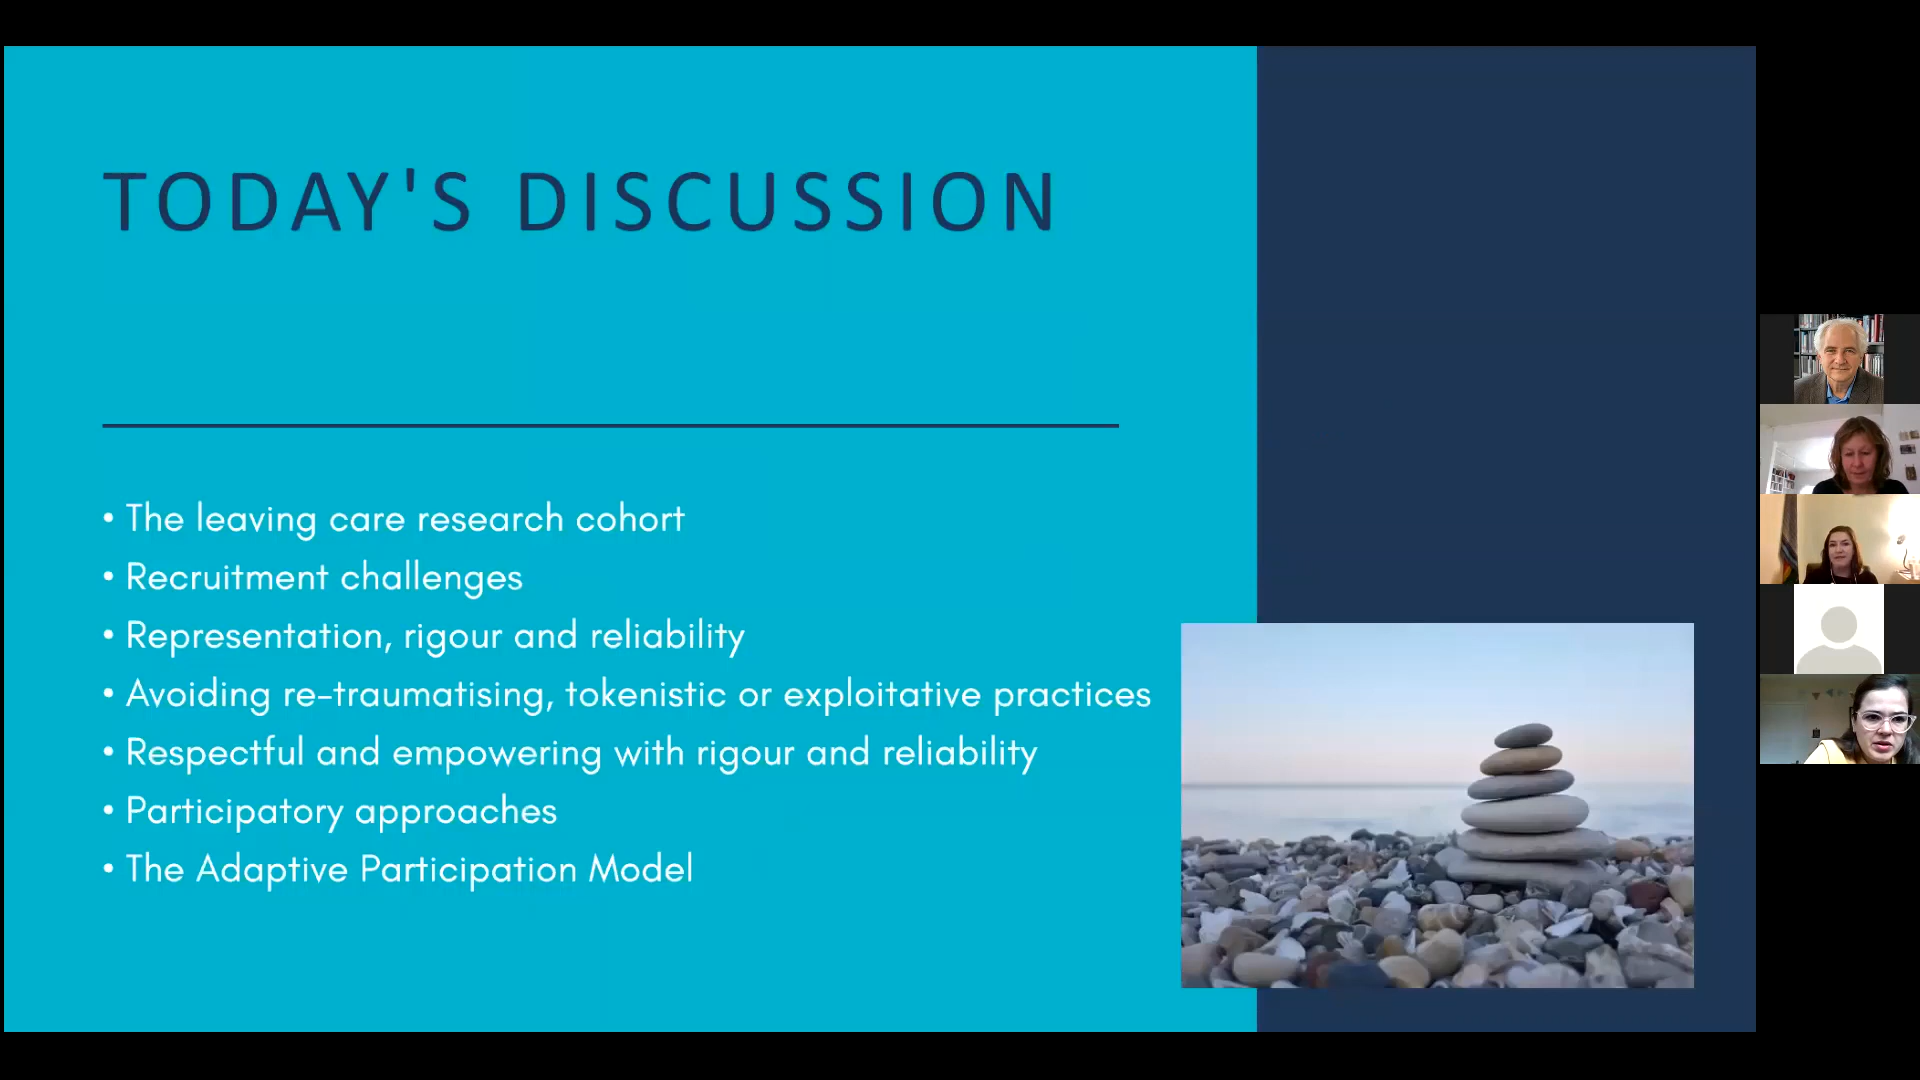 TODAY'S DISCUSSION
• The leaving care research cohort
• Recruitment challenges
• Representation, rigour and reliability
• Avoiding re-traumatising, tokenistic or exploitative practices
• Respectful and empowering with rigour and reliability
• Participatory approaches
• The Adaptive Participation Model